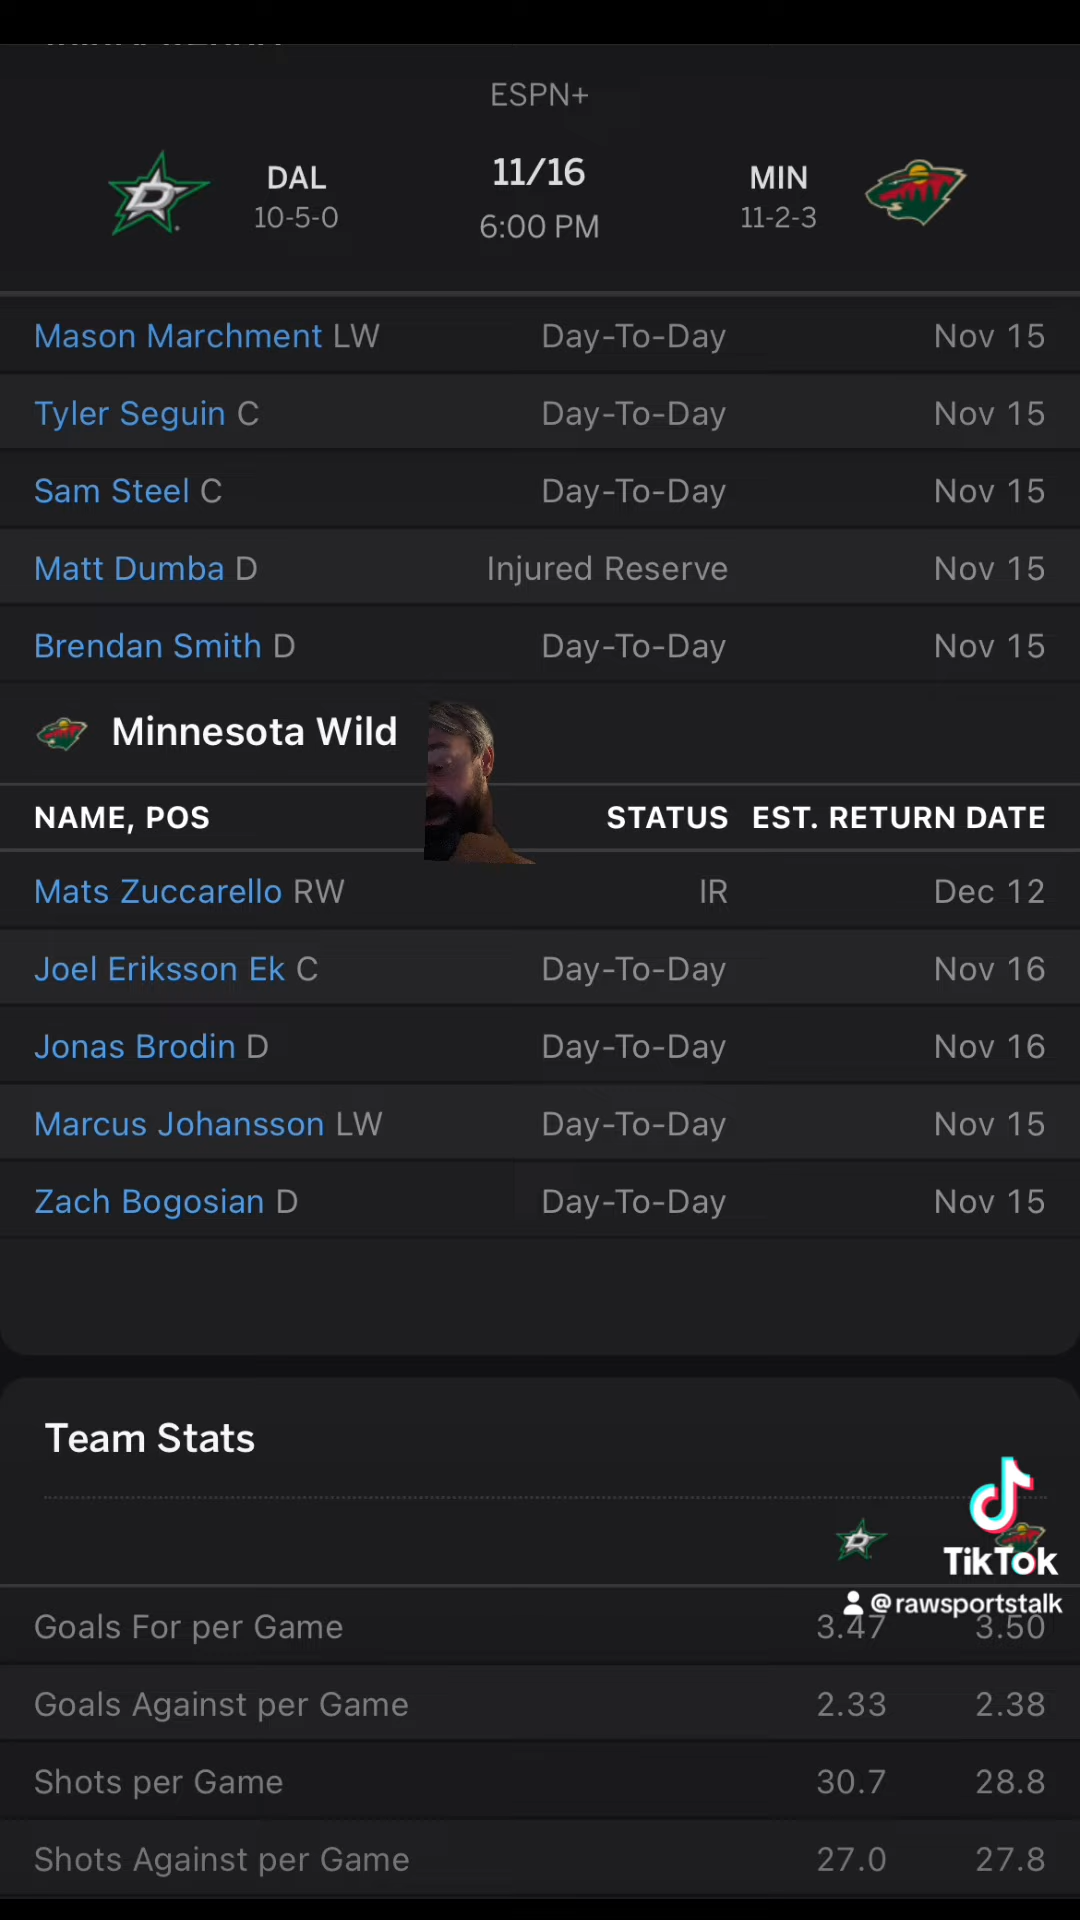 ESPN+
DAL 11/16 MIN
10-5-0 6:00 PM 11-2-3
Mason Marchment LW Day-To-Day Nov 15
Tyler Seguin C Day-To-Day Nov 15
Sam Steel C Day-To-Day Nov 15
Matt Dumba D Injured Reserve Nov 15
Brendan Smith D Day-To-Day Nov 15
Minnesota Wild
NAME, POS STATUS EST. RETURN DATE
Mats Zuccarello RW IR Dec 12
Joel Eriksson Ek C Day-To-Day Nov 16
Jonas Brodin D Day-To-Day Nov 16
Marcus Johansson LW Day-To-Day Nov 15
Zach Bogosian D Day-To-Day Nov 15
Team Stats
TikTok
@rawsportstalk
Goals For per Game 3.47 3.50
Goals Against per Game 2.33 2.38
Shots per Game 30.7 28.8
Shots Against per Game 27.0 27.8